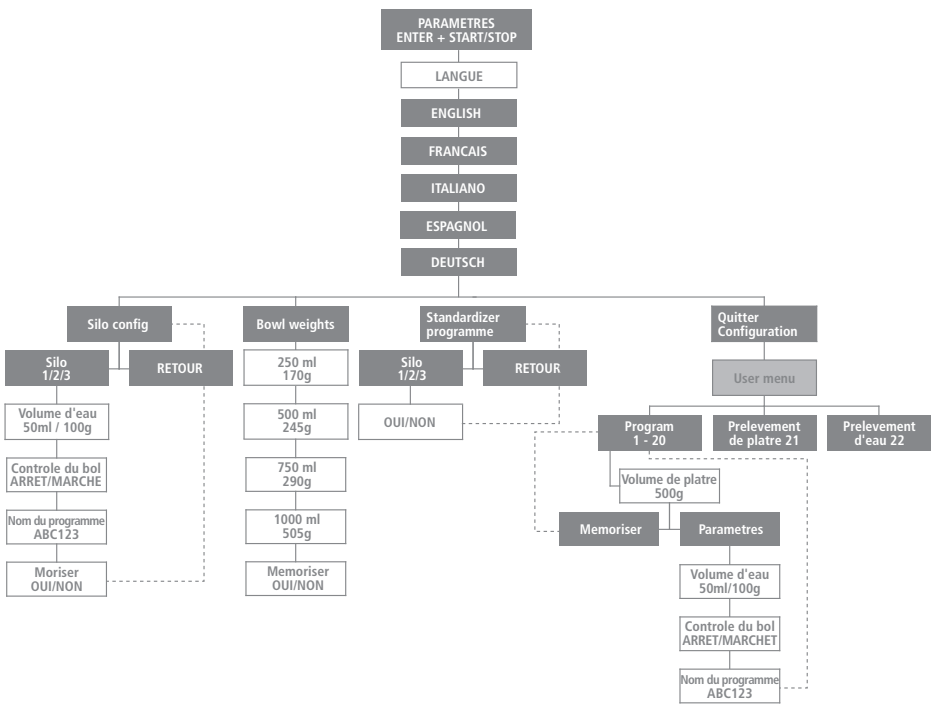 PARAMETRES
ENTER + START/STOP
LANGUE
ENGLISH
FRANCAIS
ITALIANO
ESPAGNOL
DEUTSCH
Silo config
Silo
1/2/3
RETOUR
Volume d'eau
50ml / 100g
Controle du bol
ARRET/MARCHE
Nom du programme
ABC123
Moriser
OUI/NON
Bowl weights
250 ml
170g
500 ml
245g
750 ml
290g
1000 ml
505g
Memoriser
OUI/NON
Standardizer
programme
Silo
1/2/3
RETOUR
OUI/NON
Quitter
Configuration
User menu
Program
1 - 20
Prelevement
de platre 21
Prelevement
d'eau 22
Volume de platre
500g
Memoriser
Parametres
Volume d'eau
50ml/100g
Controle du bol
ARRET/MARCHET
Nom du programme
ABC123